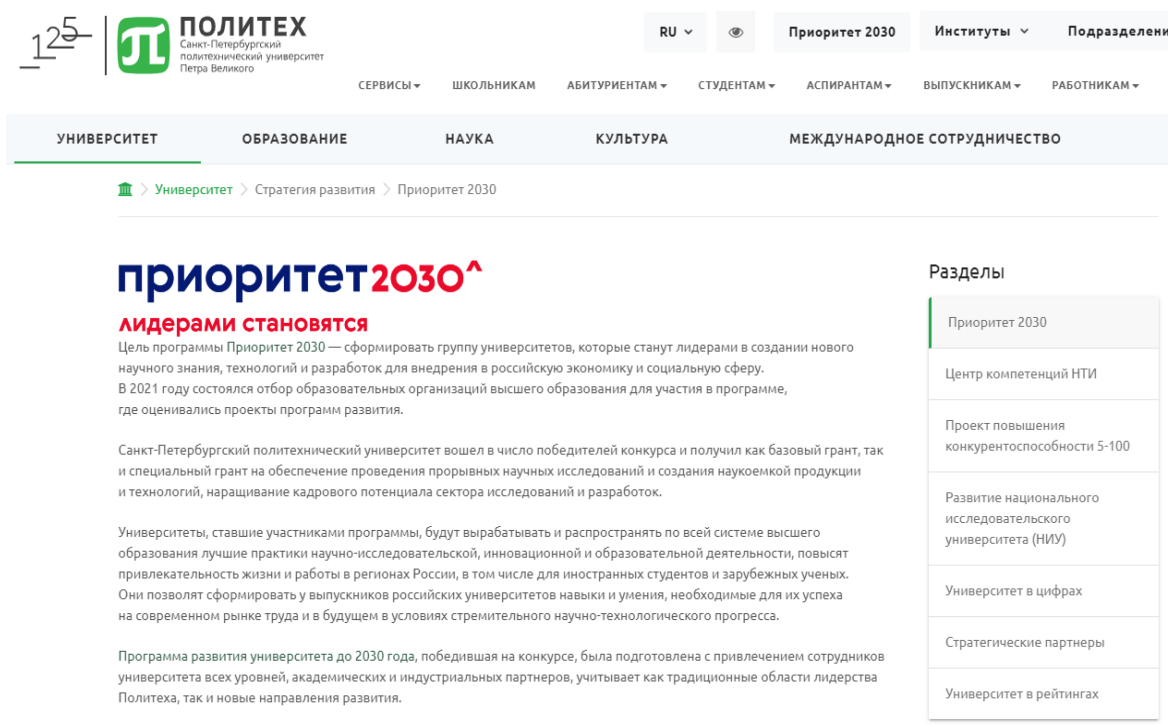 125
ПОЛИТЕХ
Санкт-Петербургский
политехнический университет
Петра Великого
RU
Приоритет 2030
Институты
Подразделени
СЕРВИСЫ
ШКОЛЬНИКАМ
АБИТУРИЕНТАМ
СТУДЕНТАМ
АСПИРАНТАМ
ВЫПУСКНИКАМ
РАБОТНИКАМ
УНИВЕРСИТЕТ
ОБРАЗОВАНИЕ
НАУКА
КУЛЬТУРА
МЕЖДУНАРОДНОЕ СОТРУДНИЧЕСТВО
Университет > Стратегия развития > Приоритет 2030
приоритет2030^
лидерами становятся
Цель программы Приоритет 2030 — сформировать группу университетов, которые станут лидерами в создании нового
научного знания, технологий и разработок для внедрения в российскую экономику и социальную сферу.
В 2021 году состоялся отбор образовательных организаций высшего образования для участия в программе,
где оценивались проекты программ развития.
Санкт-Петербургский политехнический университет вошел в число победителей конкурса и получил как базовый грант, так
и специальный грант на обеспечение проведения прорывных научных исследований и создания наукоемкой продукции
и технологий, наращивание кадрового потенциала сектора исследований и разработок.
Университеты, ставшие участниками программы, будут вырабатывать и распространять по всей системе высшего
образования лучшие практики научно-исследовательской, инновационной и образовательной деятельности, повысят
привлекательность жизни и работы в регионах России, в том числе для иностранных студентов и зарубежных ученых.
Они позволят сформировать у выпускников российских университетов навыки и умения, необходимые для их успеха
на современном рынке труда и в будущем в условиях стремительного научно-технологического прогресса.
Программа развития университета до 2030 года, победившая на конкурсе, была подготовлена с привлечением сотрудников
университета всех уровней, академических и индустриальных партнеров, учитывает как традиционные области лидерства
Политеха, так и новые направления развития.
Разделы
Приоритет 2030
Центр компетенций НТИ
Проект повышения
конкурентоспособности 5-100
Развитие национального
исследовательского
университета (НИУ)
Университет в цифрах
Стратегические партнеры
Университет в рейтингах